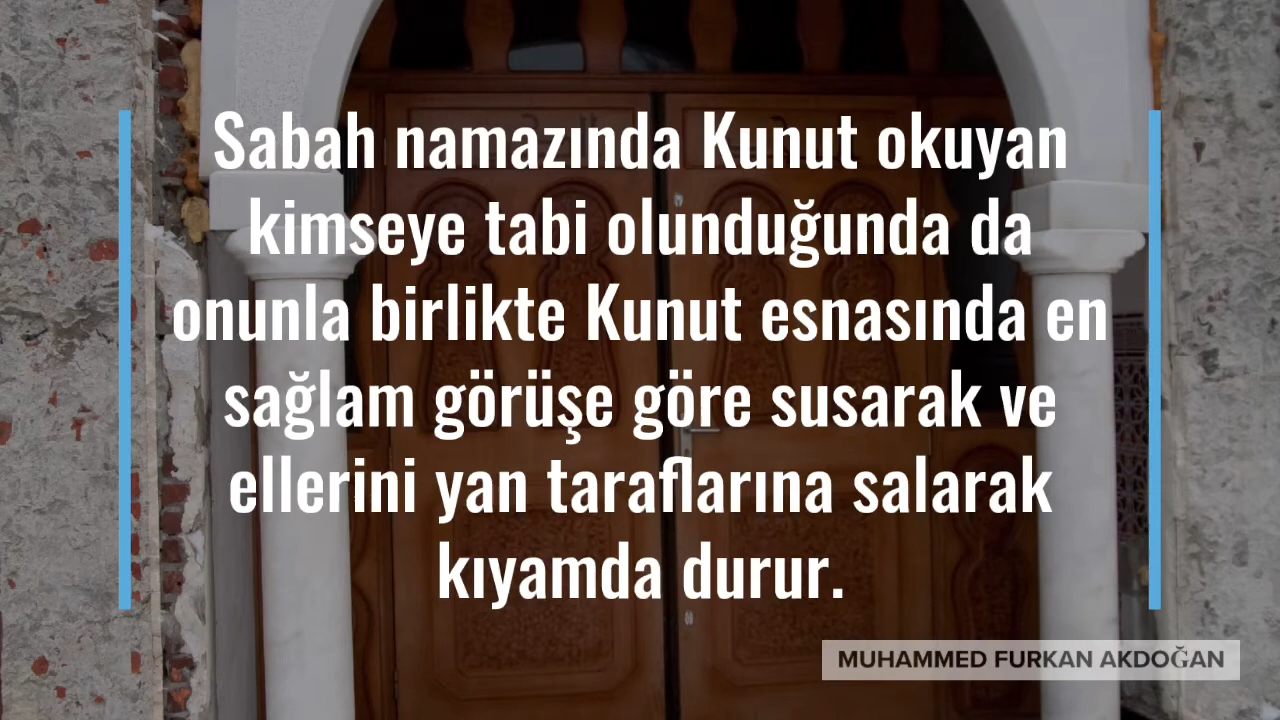 Sabah namazında Kunut okuyan
kimseye tabi olunduğunda da
onunla birlikte Kunut esnasında en
sağlam görüşe göre susarak ve
ellerini yan taraflarına salarak
kıyamda durur.
MUHAMMED FURKAN AKDOĞAN